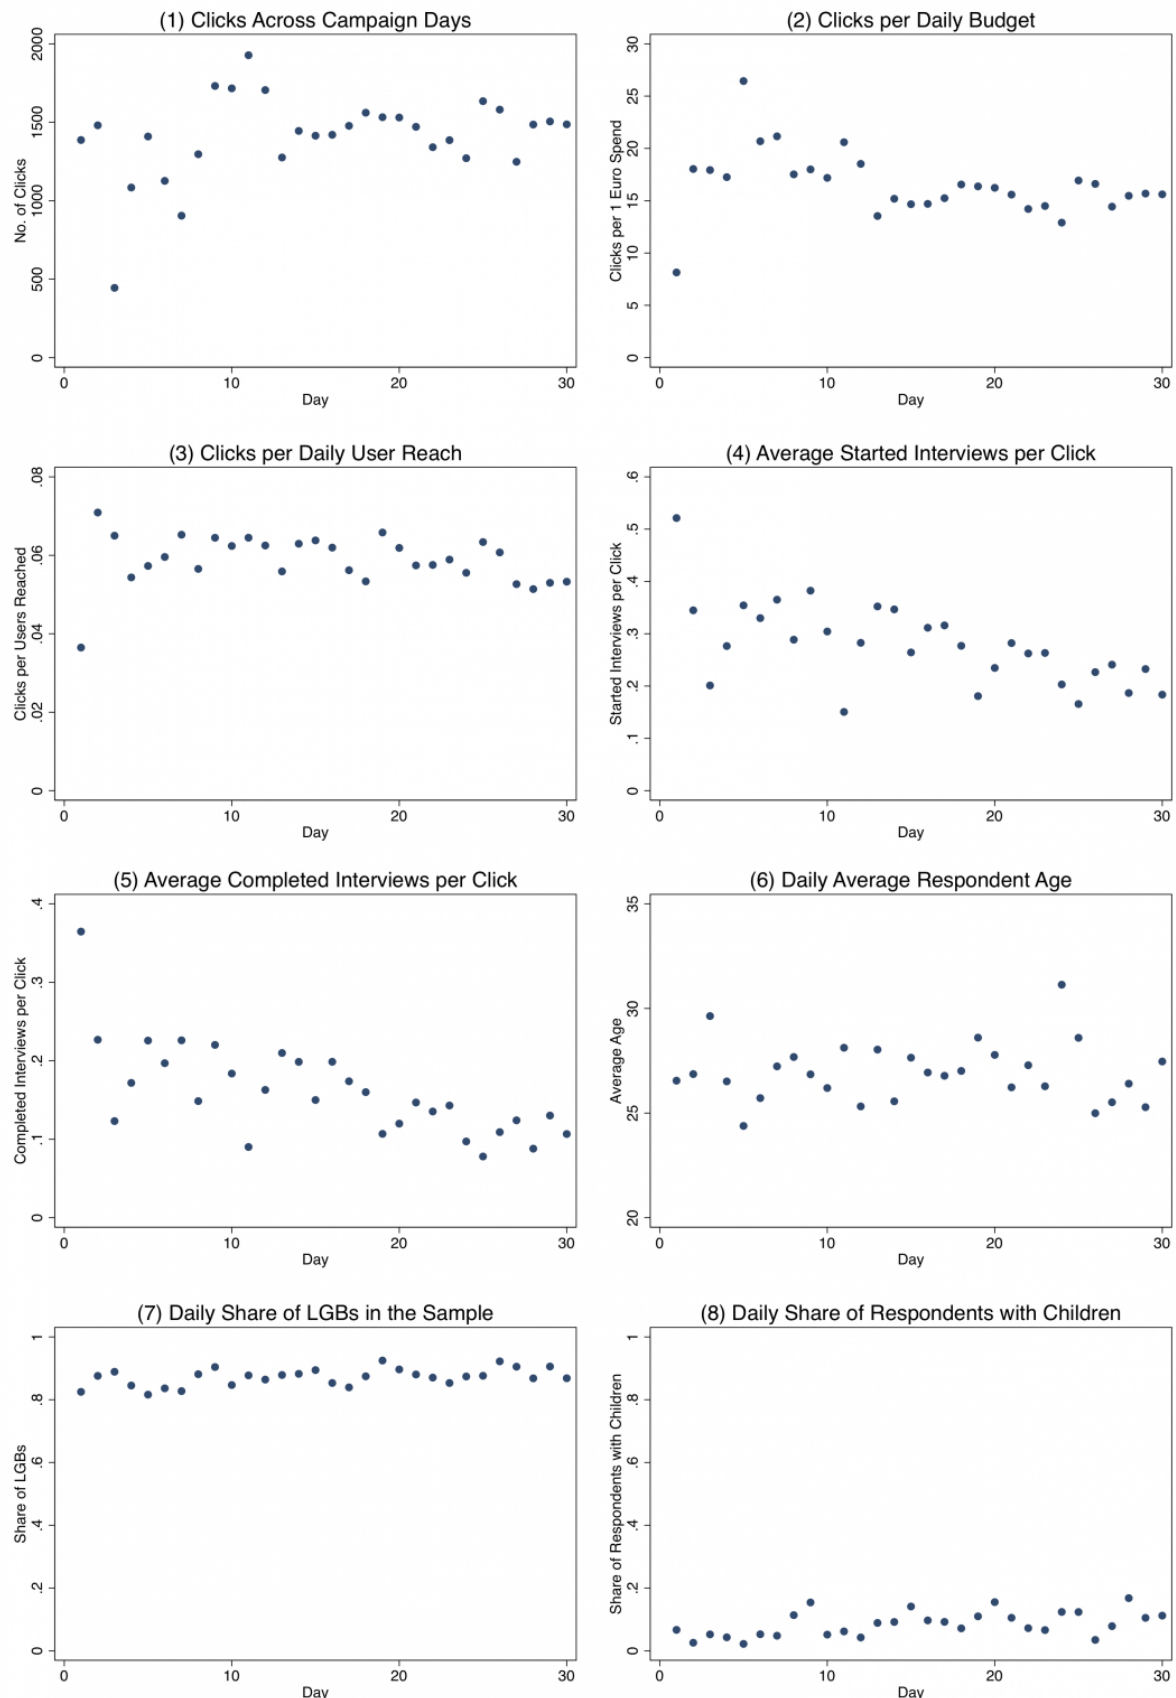 (1) Clicks Across Campaign Days
No. of Clicks
2000
1500
1000
500
0
0 10 20 30
Day
(2) Clicks per Daily Budget
Clicks per 1 Euro Spend
30
25
20
15
10
5
0
0 10 20 30
Day
(3) Clicks per Daily User Reach
Clicks per Users Reached
.08
.06
.04
.02
0
0 10 20 30
Day
(4) Average Started Interviews per Click
Started Interviews per Click
.6
.5
.4
.3
.2
.1
0
0 10 20 30
Day
(5) Average Completed Interviews per Click
Completed Interviews per Click
.4
.3
.2
.1
0
0 10 20 30
Day
(6) Daily Average Respondent Age
Average Age
35
30
25
20
0 10 20 30
Day
(7) Daily Share of LGBs in the Sample
Share of LGBs
1
.8
.6
.4
.2
0
0 10 20 30
Day
(8) Daily Share of Respondents with Children
Share of Respondents with Children
1
.8
.6
.4
.2
0
0 10 20 30
Day